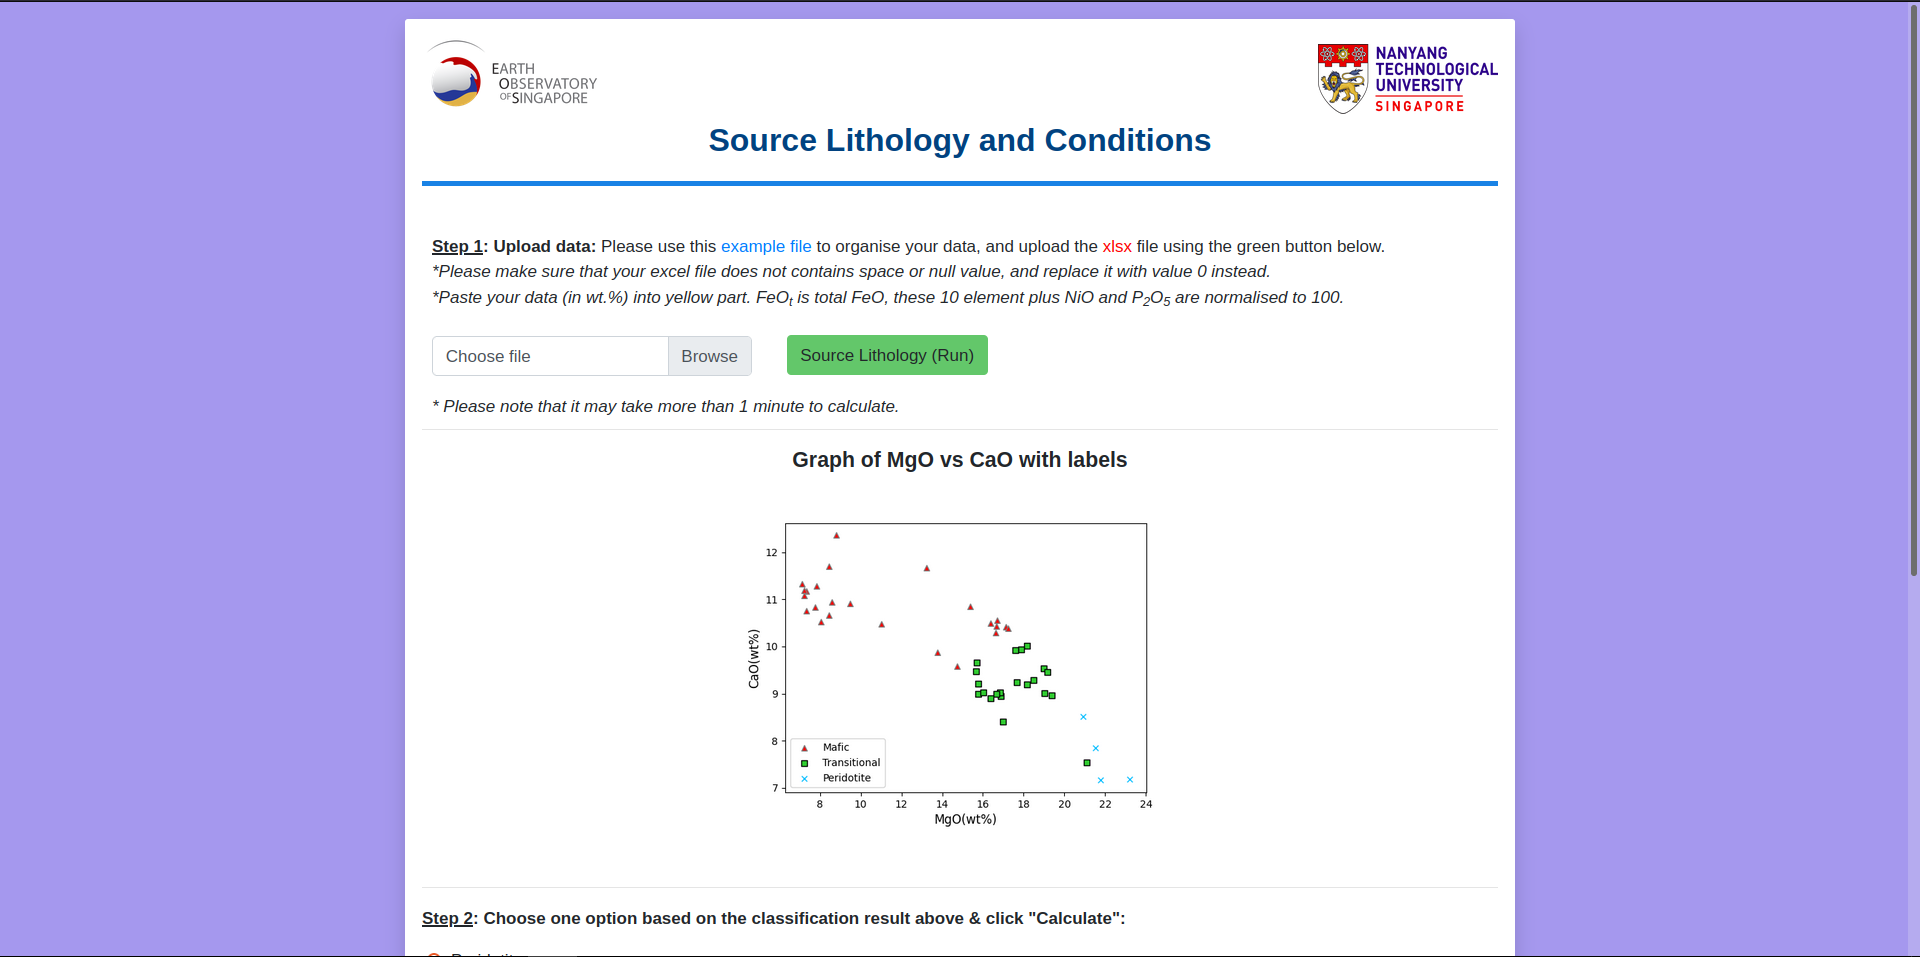 EARTH
OBSERVATORY
OF SINGAPORE
NANYANG
TECHNOLOGICAL
UNIVERSITY
SINGAPORE
Source Lithology and Conditions
Step 1: Upload data: Please use this example file to organise your data, and upload the xlsx file using the green button below.
*Please make sure that your excel file does not contains space or null value, and replace it with value 0 instead.
*Paste your data (in wt.%) into yellow part. FeOt is total FeO, these 10 element plus NiO and P2O5 are normalised to 100.
Choose file Browse Source Lithology (Run)
* Please note that it may take more than 1 minute to calculate.
Graph of MgO vs CaO with labels
12
11
10
9
8
7
CaO(wt%)
Mafic
Transitional
Peridotite
8 10 12 14 16 18 20 22 24
MgO(wt%)
Step 2: Choose one option based on the classification result above & click "Calculate":